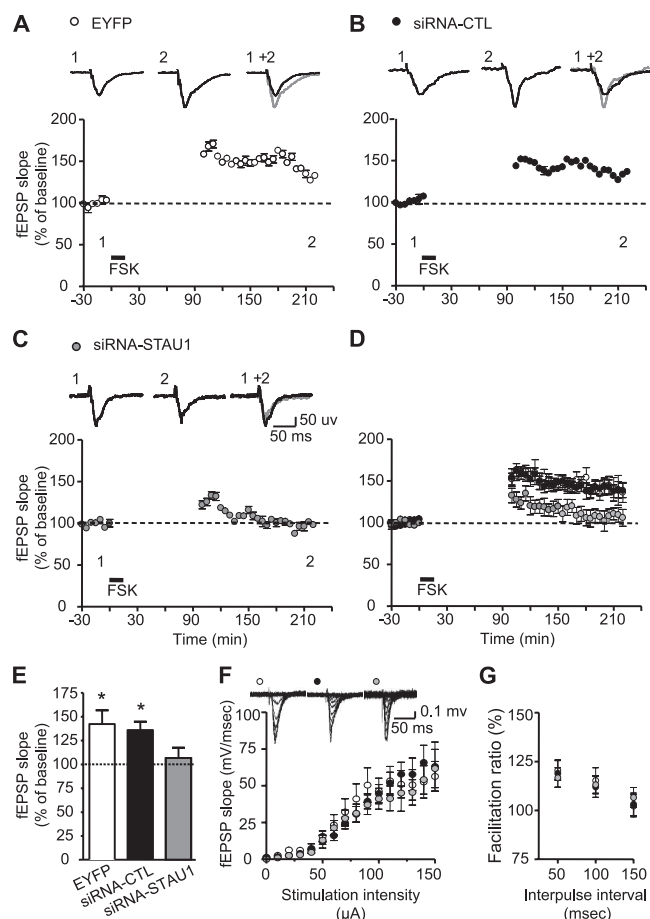 A
EYFP
B
siRNA-CTL
1
2
1 +2
1
2
1 +2
fEPSP slope
(% of baseline)
200
150
100
50
0
1
2
FSK
-30
30
90
150
210
200
150
100
50
0
1
2
FSK
-30
30
90
150
210
C
siRNA-STAU1
D
1
2
1 +2
50 uv
50 ms
fEPSP slope
(% of baseline)
200
150
100
50
0
1
2
FSK
-30
30
90
150
210
Time (min)
200
150
100
50
0
FSK
-30
30
90
150
210
Time (min)
E
fEPSP slope
(% of baseline)
175
150
125
100
75
50
25
0
*
*
EYFP
siRNA-CTL
siRNA-STAU1
F
0.1 mv
50 ms
fEPSP slope (mV/msec)
100
75
50
25
0
0
50
100
150
Stimulation intensity
(µA)
G
Facilitation ratio (%)
150
125
100
75
50
100
150
Interpulse interval
(msec)